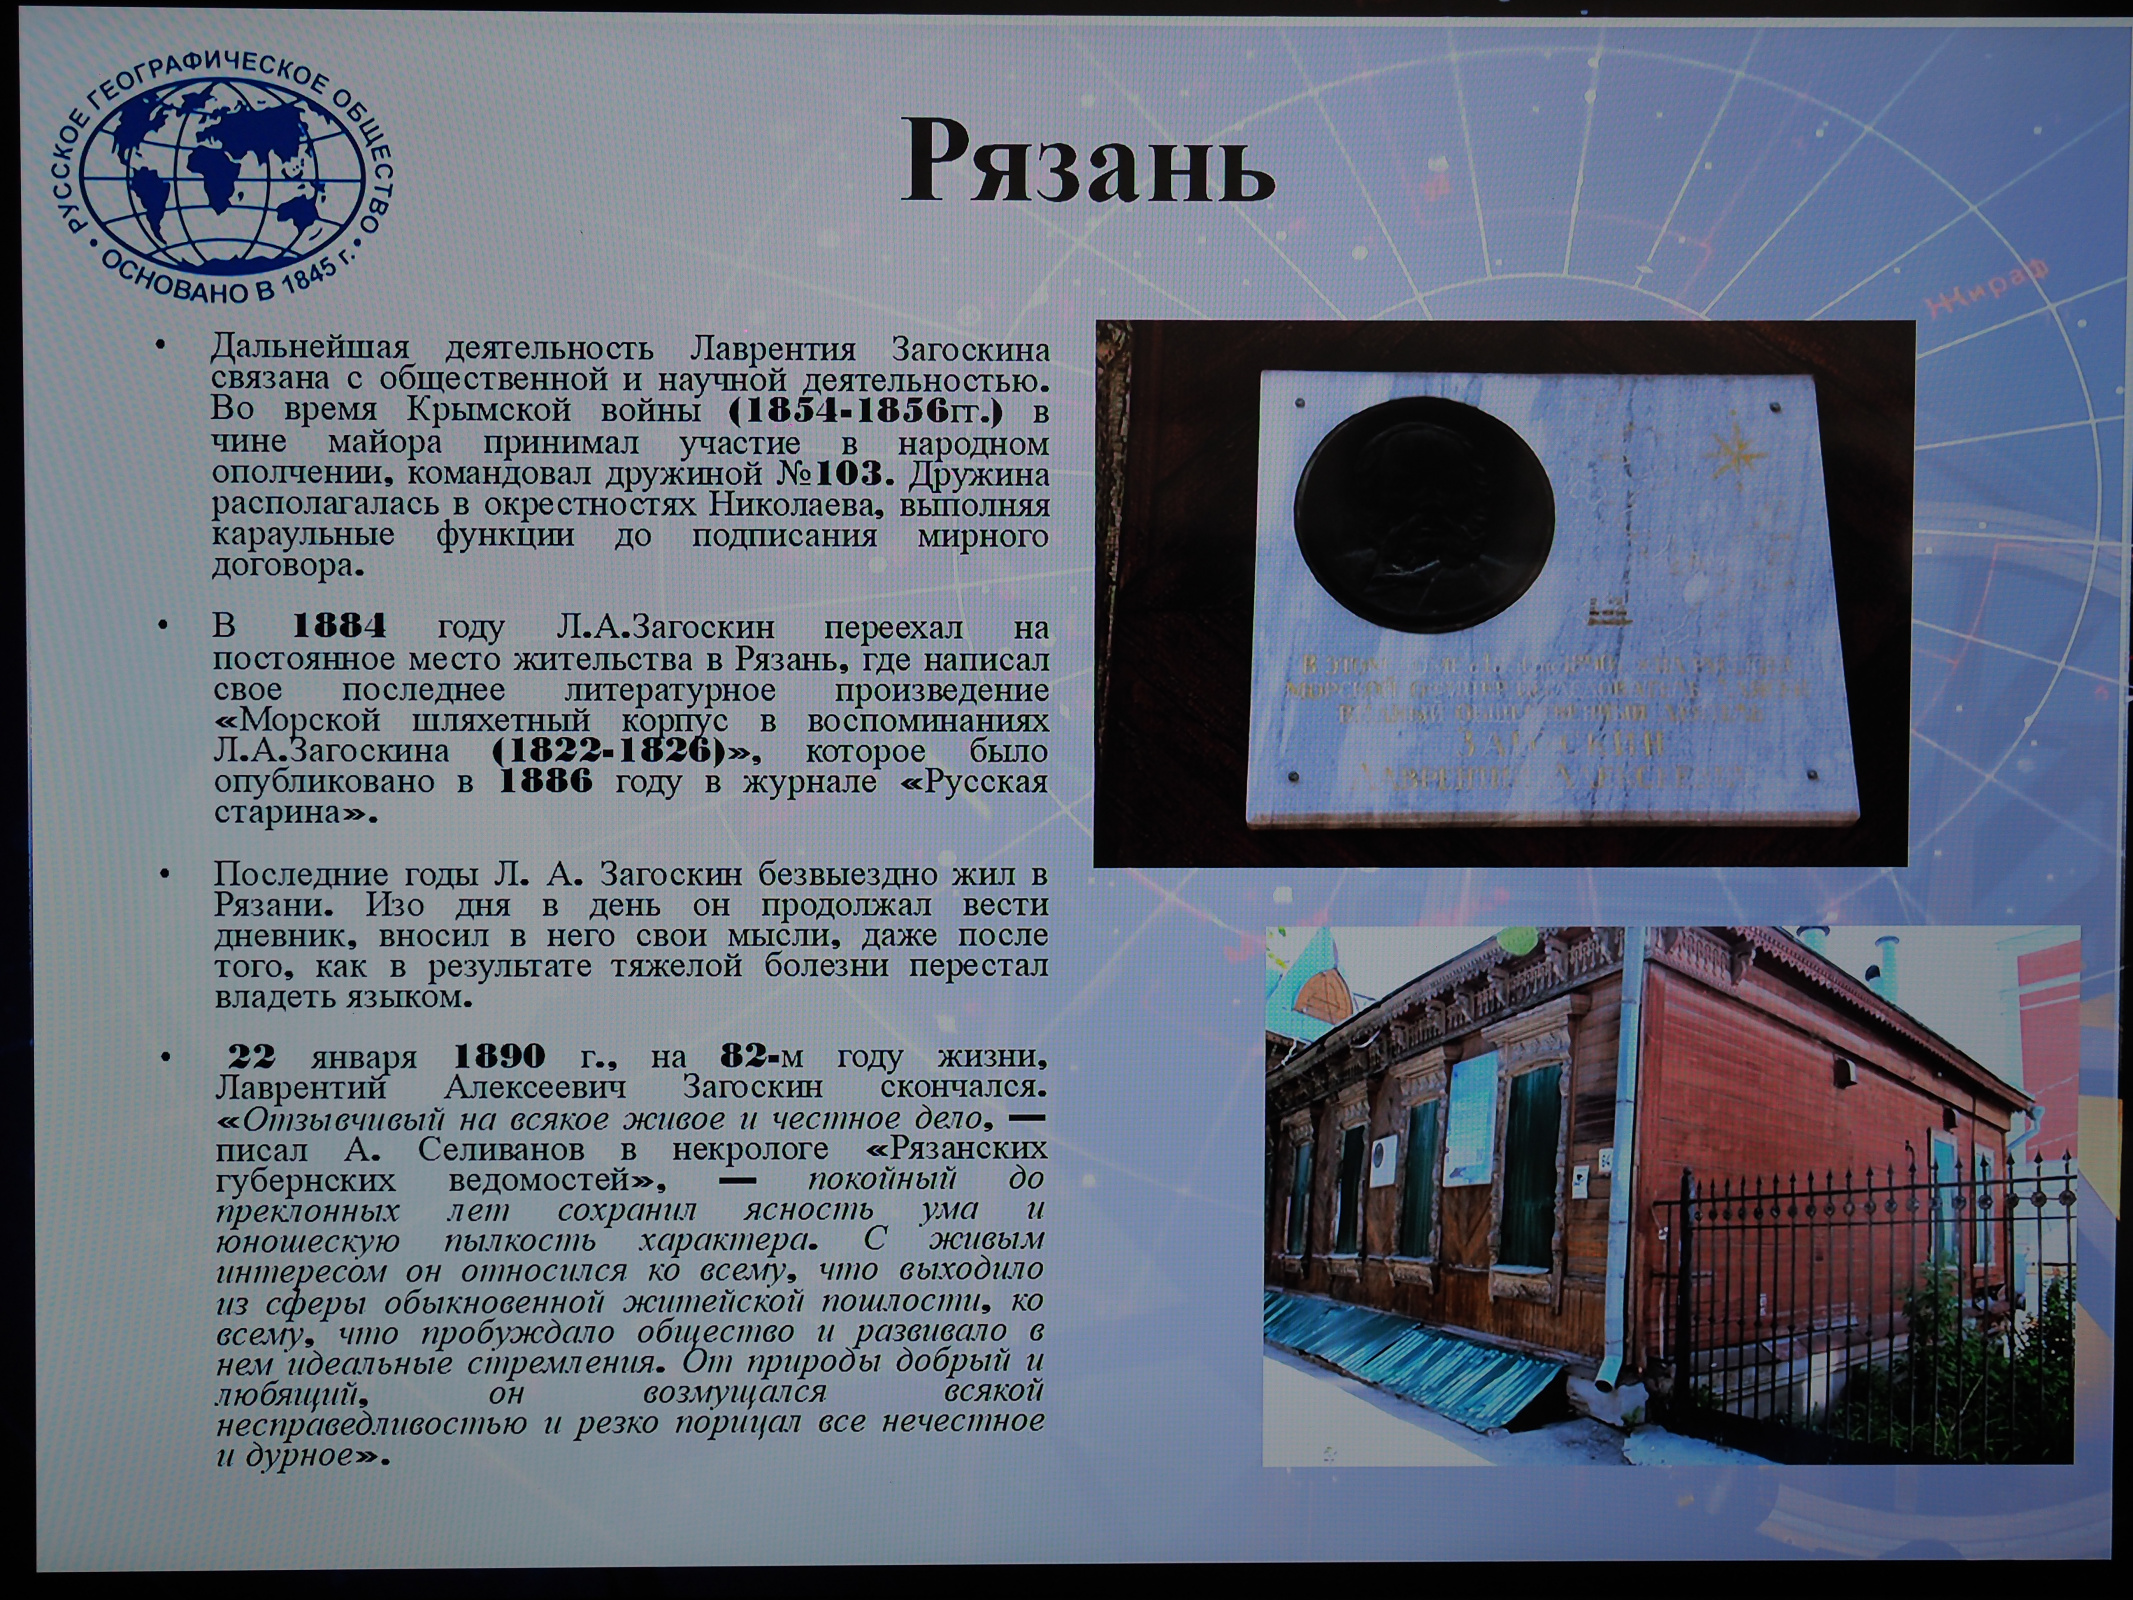 РУССКОЕ ГЕОГРАФИЧЕСКОЕ ОБЩЕСТВО
ОСНОВАНО В 1845 г.
Рязань
Жираф
• Дальнейшая деятельность Лаврентия Загоскина
связана с общественной и научной деятельностью.
Во время Крымской войны (1854-1856гг.) в
чине майора принимал участие в народном
ополчении, командовал дружиной №103. Дружина
располагалась в окрестностях Николаева, выполняя
караульные функции до подписания мирного
договора.
• В 1884 году Л.А.Загоскин переехал на
постоянное место жительства в Рязань, где написал
свое последнее литературное произведение
«Морской шляхетный корпус в воспоминаниях
Л.А.Загоскина (1822-1826)», которое было
опубликовано в 1886 году в журнале «Русская
старина».
• Последние годы Л. А. Загоскин безвыездно жил в
Рязани. Изо дня в день он продолжал вести
дневник, вносил в него свои мысли, даже после
того, как в результате тяжелой болезни перестал
владеть языком.
• 22 января 1890 г., на 82-м году жизни,
Лаврентий Алексеевич Загоскин скончался.
«Отзывчивый на всякое живое и честное дело, —
писал А. Селиванов в некрологе «Рязанских
губернских ведомостей», — покойный до
преклонных лет сохранил ясность ума и
юношескую пылкость характера. С живым
интересом он относился ко всему, что выходило
из сферы обыкновенной житейской пошлости, ко
всему, что пробуждало общество и развивало в
нем идеальные стремления. От природы добрый и
любящий, он возмущался всякой
несправедливостью и резко порицал все нечестное
и дурное».
В ЭТОМ
МОРСКОЙ
ЗАГОСКИН
ЛАВРЕНТИЙ